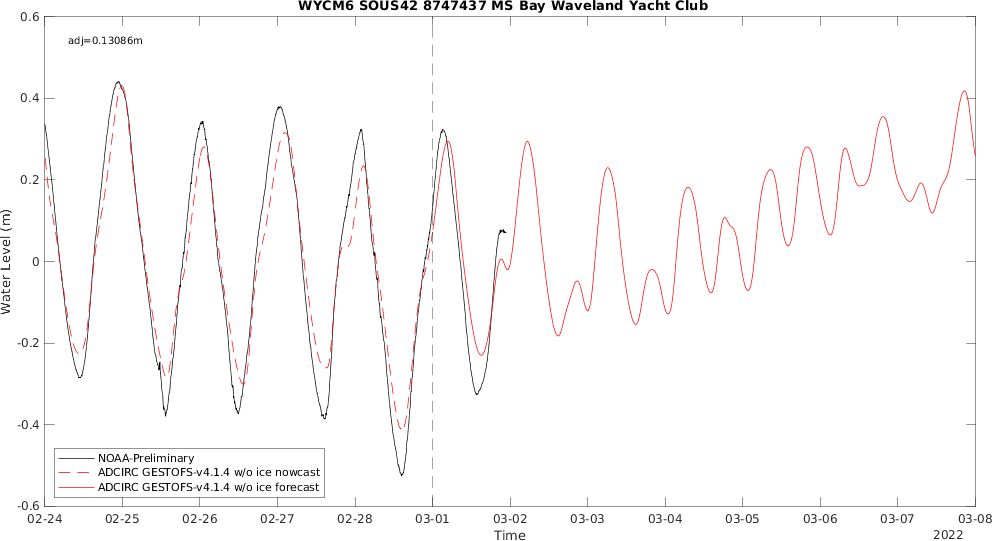 WYCM6 SOUS42 8747437 MS Bay Waveland Yacht Club
adj=0.13086m
0.6
0.4
0.2
0
-0.2
-0.4
-0.6
Water Level (m)
NOAA-Preliminary
ADCIRC GESTOFS-v4.1.4 w/o ice nowcast
ADCIRC GESTOFS-v4.1.4 w/o ice forecast
02-24 02-25 02-26 02-27 02-28 03-01 03-02 03-03 03-04 03-05 03-06 03-07 03-08
Time
2022